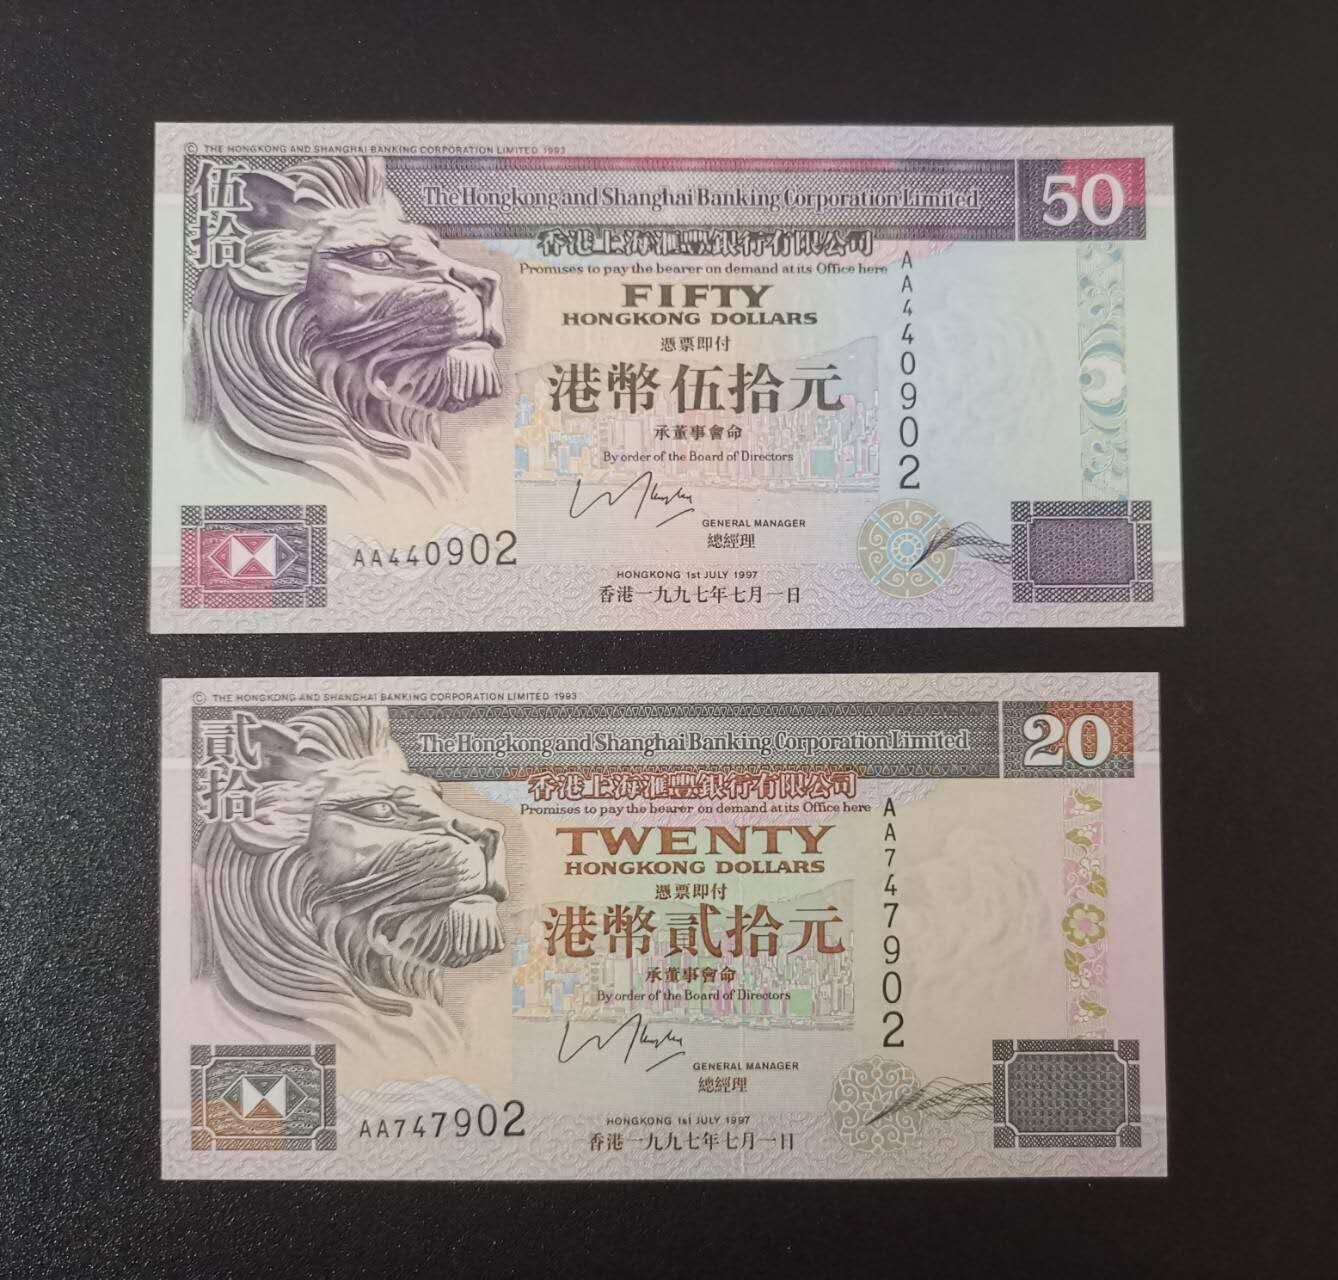 © THE HONGKONG AND SHANGHAI BANKING CORPORATION LIMITED 1993
伍拾
The Hongkong and Shanghai Banking Corporation Limited
50
香港上海滙豐銀行有限公司
Promises to pay the bearer on demand at its Office here
FIFTY
HONGKONG DOLLARS
憑票即付
港幣伍拾元
承董事會命
By order of the Board of Directors
AA440902
GENERAL MANAGER
總經理
AA440902
HONGKONG 1st JULY 1997
香港一九九七年七月一日
© THE HONGKONG AND SHANGHAI BANKING CORPORATION LIMITED 1993
貳拾
The Hongkong and Shanghai Banking Corporation Limited
20
香港上海滙豐銀行有限公司
Promises to pay the bearer on demand at its Office here
TWENTY
HONGKONG DOLLARS
憑票即付
港幣貳拾元
承董事會命
By order of the Board of Directors
AA747902
GENERAL MANAGER
總經理
AA747902
HONGKONG 1st JULY 1997
香港一九九七年七月一日